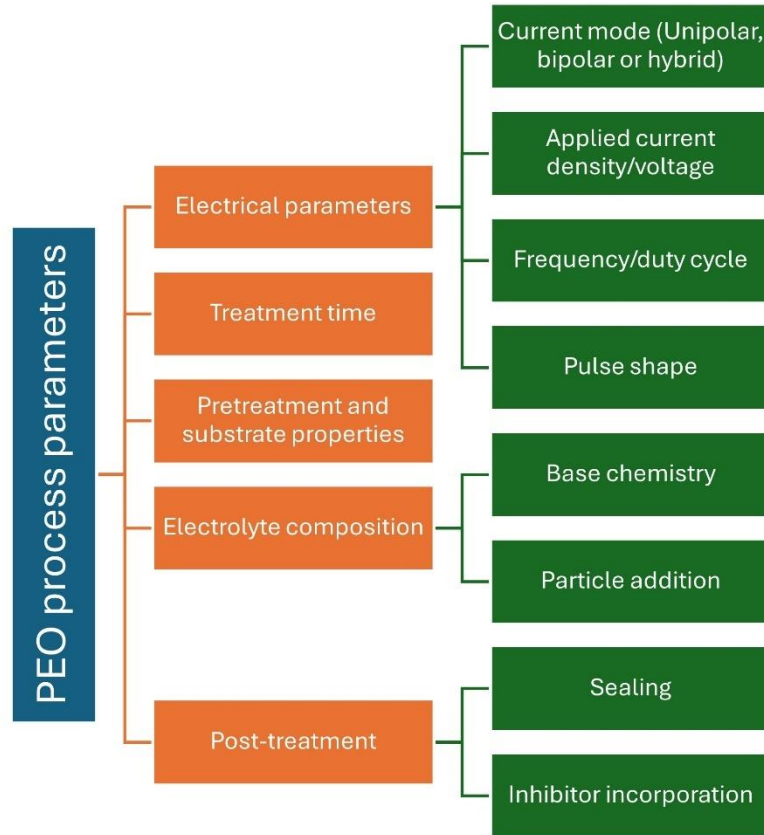 PEO process parameters
Electrical parameters
Current mode (Unipolar,
bipolar or hybrid)
Applied current
density/voltage
Frequency/duty cycle
Pulse shape
Treatment time
Pretreatment and
substrate properties
Electrolyte composition
Base chemistry
Particle addition
Post-treatment
Sealing
Inhibitor incorporation